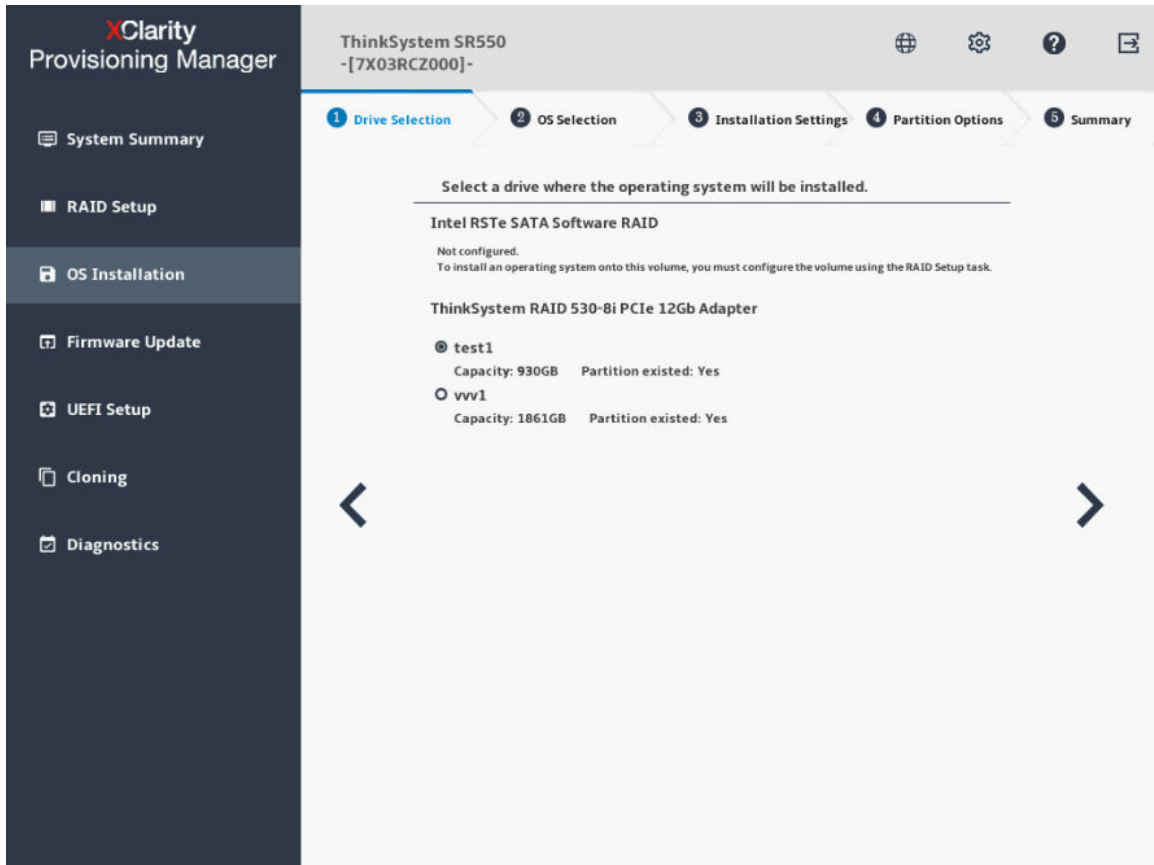 XClarity
Provisioning Manager
System Summary
RAID Setup
OS Installation
Firmware Update
UEFI Setup
Cloning
Diagnostics
ThinkSystem SR550
-[7X03RCZ000]-
?
1 Drive Selection
2 OS Selection
3 Installation Settings
4 Partition Options
5 Summary
Select a drive where the operating system will be installed.
Intel RSTe SATA Software RAID
Not configured.
To install an operating system onto this volume, you must configure the volume using the RAID Setup task.
ThinkSystem RAID 530-8i PCIe 12Gb Adapter
test1
Capacity: 930GB Partition existed: Yes
vvv1
Capacity: 1861GB Partition existed: Yes